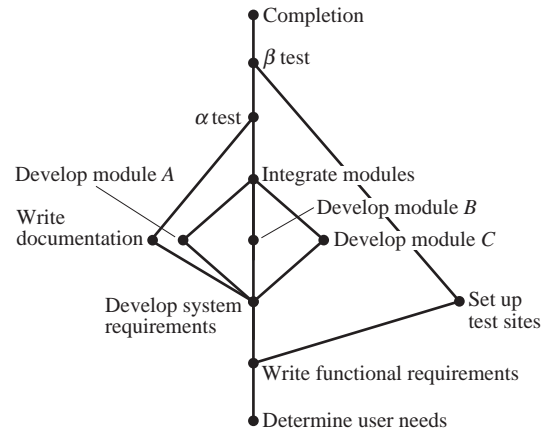 Completion
β test
α test
Develop module A
Integrate modules
Develop module B
Write
documentation
Develop module C
Develop system
requirements
Set up
test sites
Write functional requirements
Determine user needs